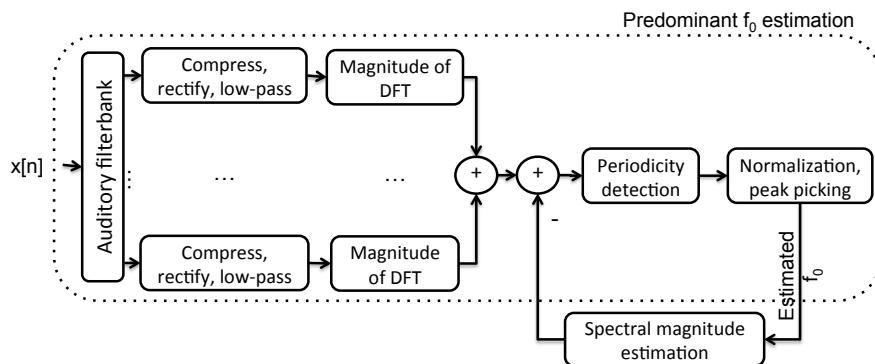 Predominant f0 estimation
x[n]
Auditory filterbank
Compress,
rectify, low-pass
Magnitude of
DFT
...
...
...
+
+
-
Periodicity
detection
Normalization,
peak picking
Compress,
rectify, low-pass
Magnitude
of DFT
Estimated
f0
Spectral magnitude
estimation